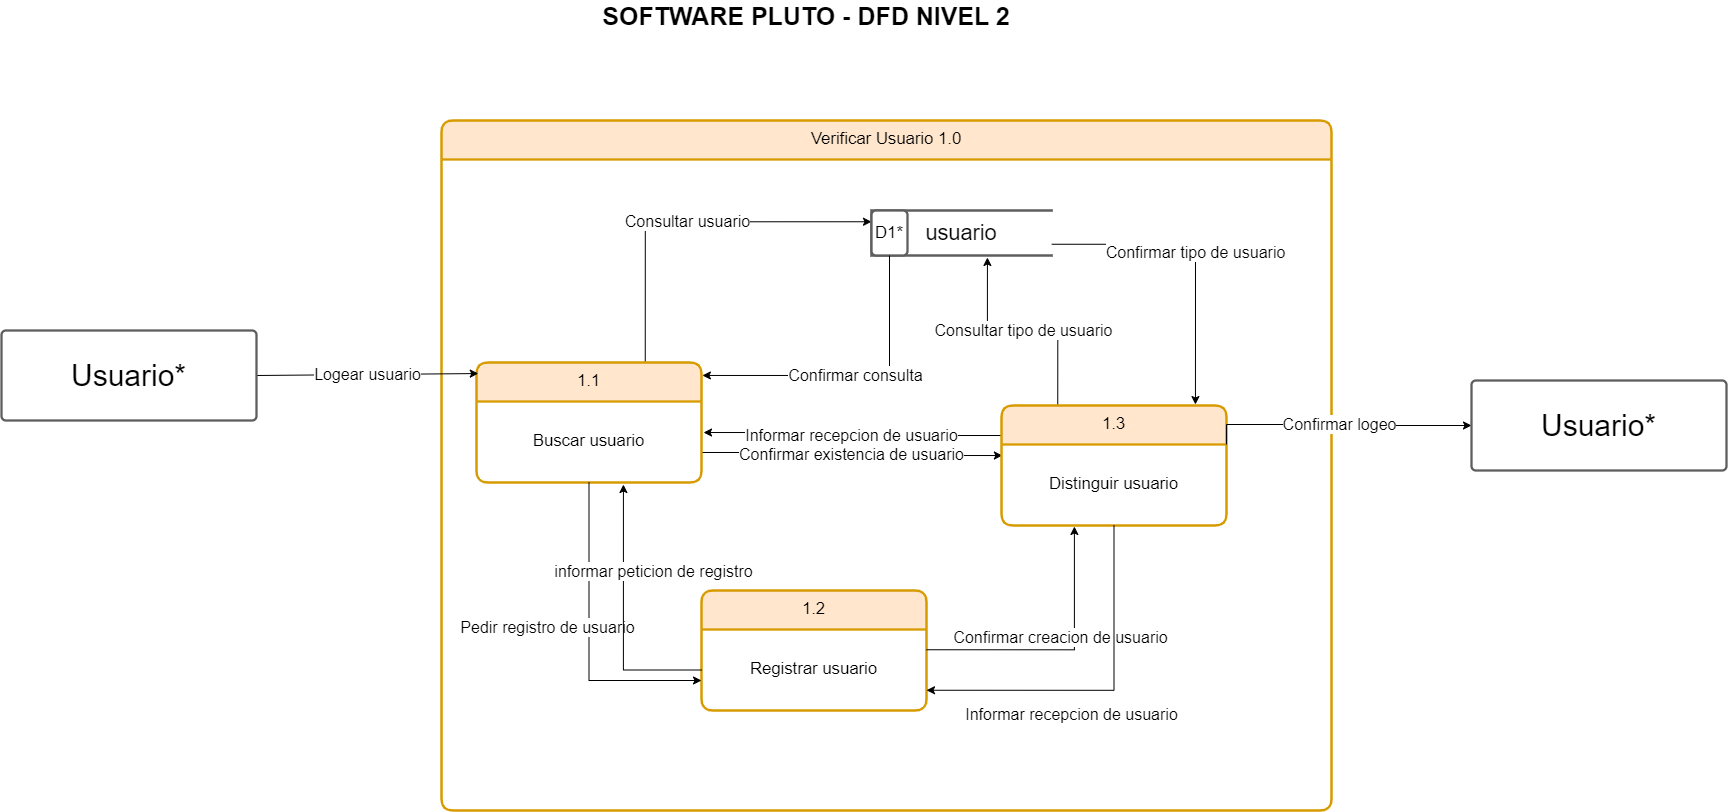 SOFTWARE PLUTO - DFD NIVEL 2
Verificar Usuario 1.0
Consultar usuario
D1*
usuario
Confirmar tipo de usuario
Consultar tipo de usuario
Usuario*
Logear usuario
1.1
Confirmar consulta
Buscar usuario
Informar recepcion de usuario
Confirmar existencia de usuario
1.3
Distinguir usuario
Confirmar logeo
Usuario*
informar peticion de registro
Pedir registro de usuario
1.2
Registrar usuario
Confirmar creacion de usuario
Informar recepcion de usuario